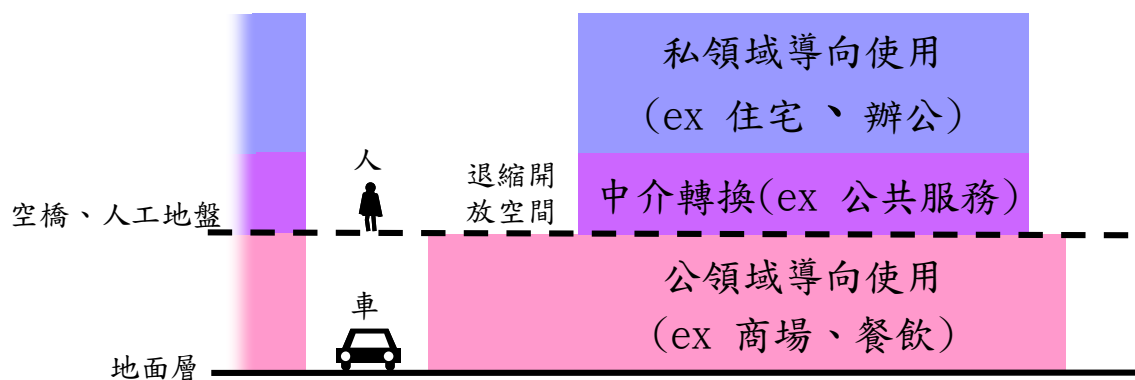 私領域導向使用
(ex 住宅、辦公)
人
退縮開
放空間
中介轉換(ex 公共服務)
空橋、人工地盤
公領域導向使用
(ex 商場、餐飲)
車
地面層